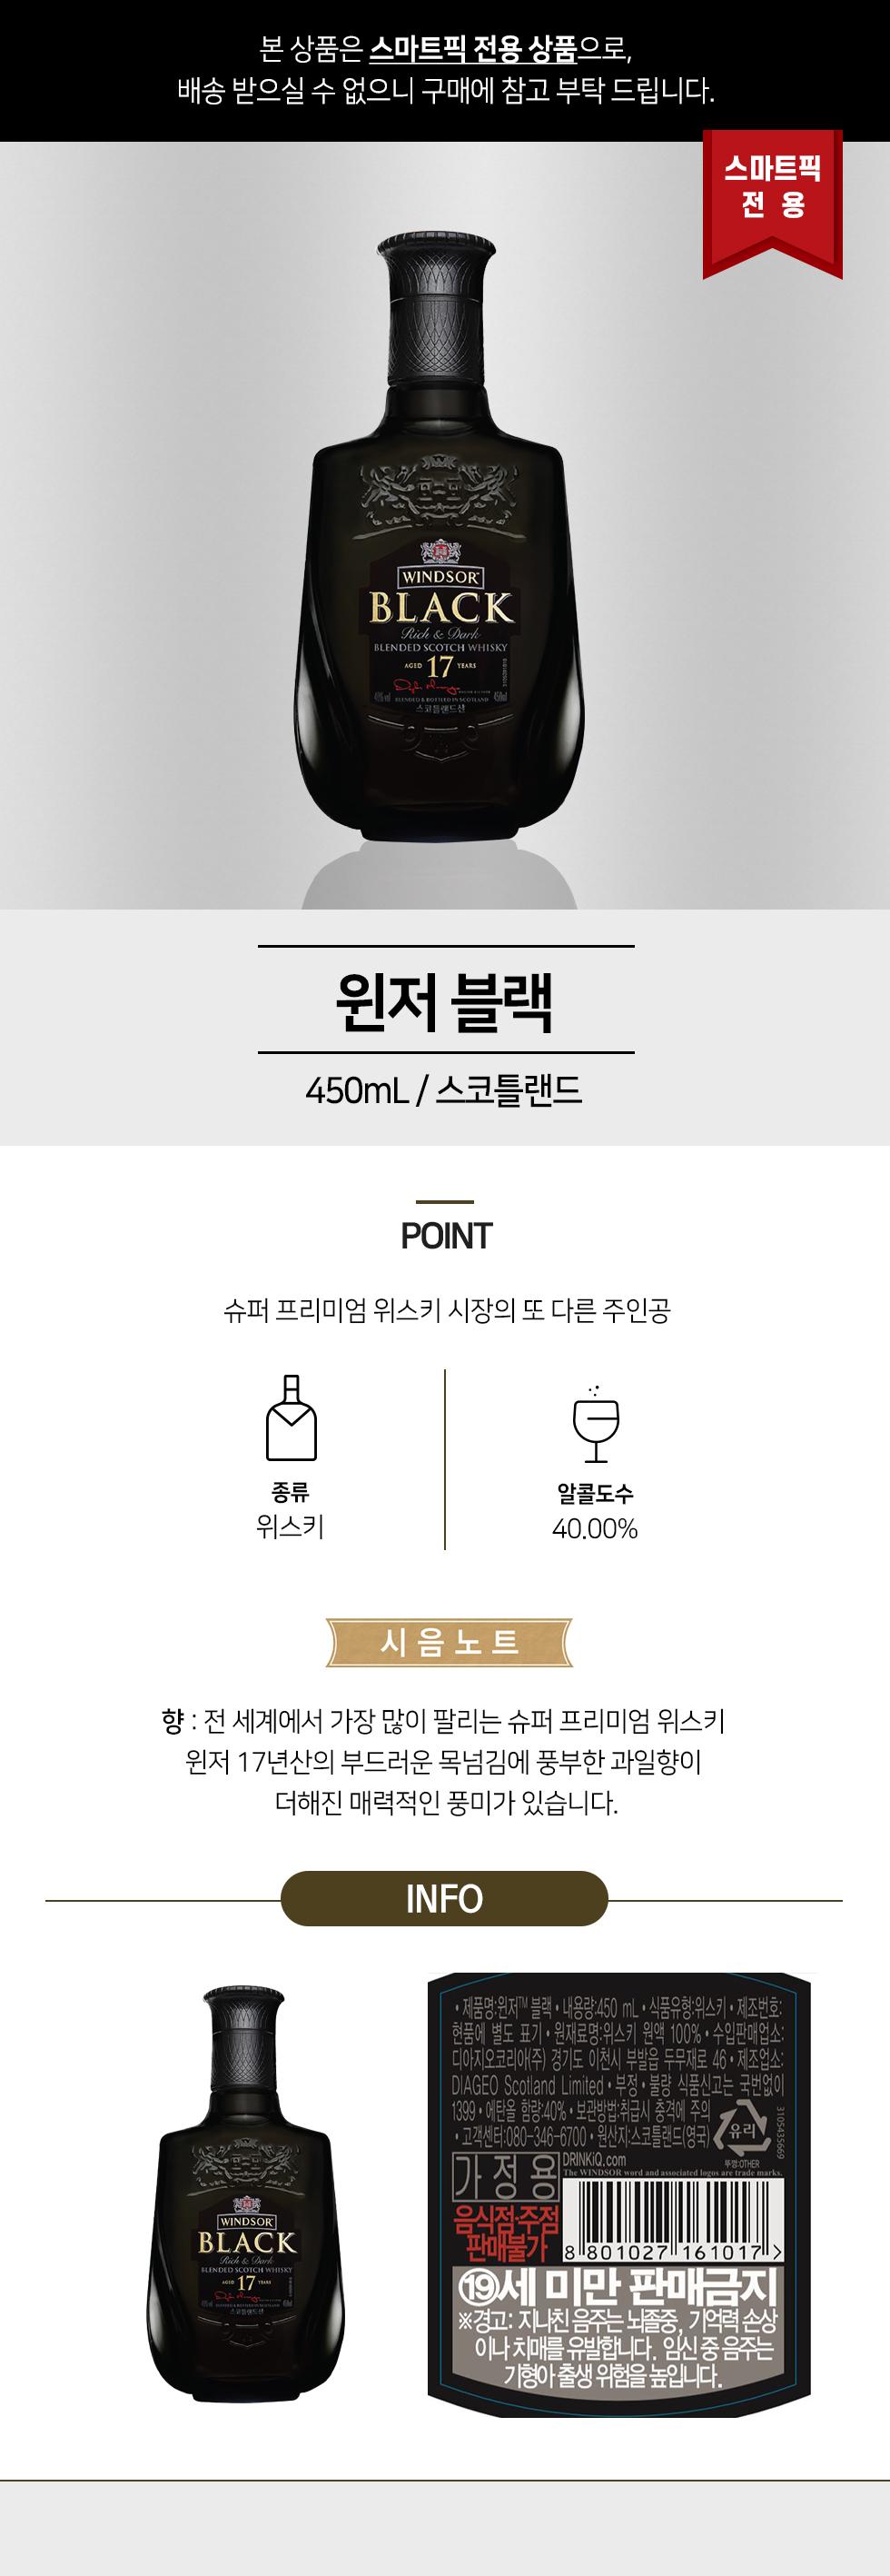 본 상품은 스마트픽 전용 상품으로,
배송 받으실 수 없으니 구매에 참고 부탁 드립니다.
스마트픽
전 용
WINDSOR
BLACK
Rich & Dark
BLENDED SCOTCH WHISKY
AGED 17 YEARS
40% vol BLENDED & BOTTLED IN SCOTLAND 450ml
스코틀랜드산
윈저 블랙
450mL / 스코틀랜드
POINT
슈퍼 프리미엄 위스키 시장의 또 다른 주인공
종류
위스키
알콜도수
40.00%
시음노트
향 : 전 세계에서 가장 많이 팔리는 슈퍼 프리미엄 위스키
윈저 17년산의 부드러운 목넘김에 풍부한 과일향이
더해진 매력적인 풍미가 있습니다.
INFO
WINDSOR
BLACK
Rich & Dark
BLENDED SCOTCH WHISKY
AGED 17 YEARS
스코틀랜드산
• 제품명:윈저™ 블랙 • 내용량:450 mL • 식품유형:위스키 • 제조번호:
현품에 별도 표기 • 원재료명:위스키 원액 100% • 수입판매업소:
디아지오코리아(주) 경기도 이천시 부발읍 두무재로 46 • 제조업소:
DIAGEO Scotland Limited • 부정 • 불량 식품신고는 국번없이
1399 • 에탄올 함량:40% • 보관방법:취급시 충격에 주의
• 고객센터:080-346-6700 • 원산지:스코틀랜드(영국)
유리
뚜껑:OTHER
3105435669
DRINKiQ.com
The WINDSOR word and associated logos are trade marks.
가정용
음식점·주점
판매불가
8 801027 161017 >
19세 미만 판매금지
※경고: 지나친 음주는 뇌졸중, 기억력 손상
이나 치매를 유발합니다. 임신 중 음주는
기형아 출생 위험을 높입니다.